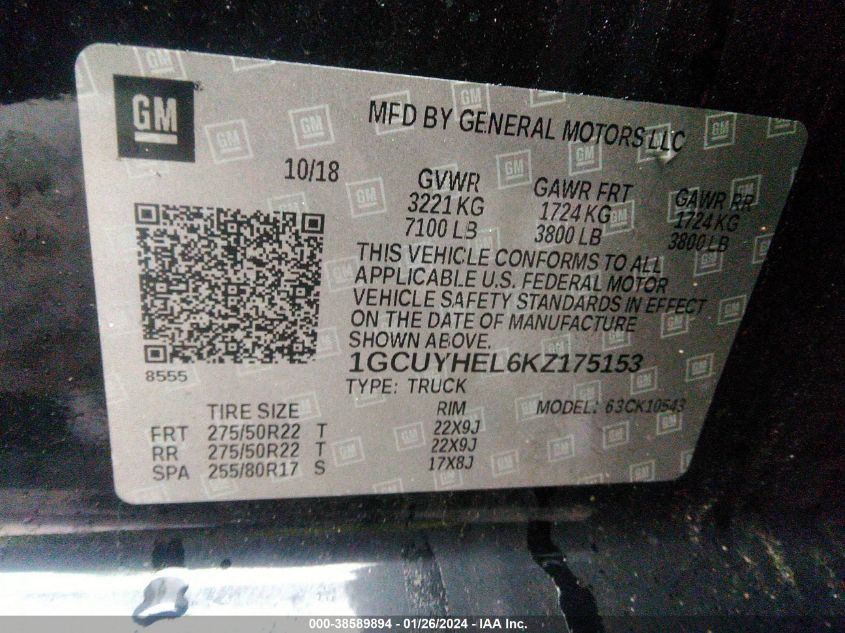 GM
MFD BY GENERAL MOTORS LLC
10/18
GVWR GAWR FRT GAWR RR
3221 KG 1724 KG 1724 KG
7100 LB 3800 LB 3800 LB
THIS VEHICLE CONFORMS TO ALL
APPLICABLE U.S. FEDERAL MOTOR
VEHICLE SAFETY STANDARDS IN EFFECT
ON THE DATE OF MANUFACTURE
SHOWN ABOVE.
8555
1GCUYHEL6KZ175153
TYPE: TRUCK
MODEL: 63CK10543
TIRE SIZE RIM
FRT 275/50R22 T 22X9J
RR 275/50R22 T 22X9J
SPA 255/80R17 S 17X8J
000-38589894 - 01/26/2024 - IAA Inc.